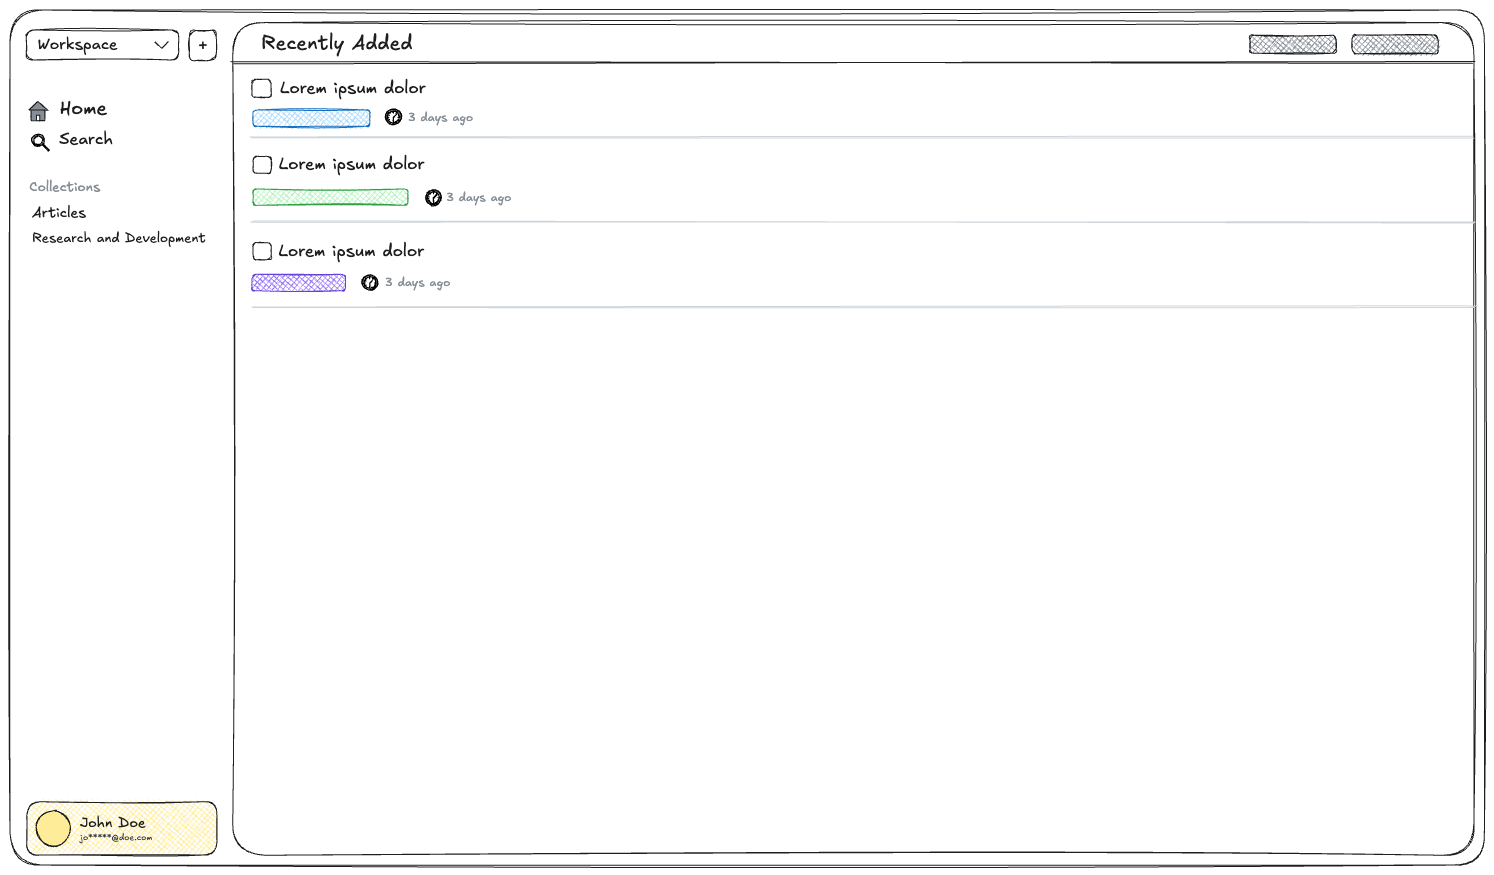 Workspace
+
Recently Added
Home
Search
Collections
Articles
Research and Development
Lorem ipsum dolor
3 days ago
Lorem ipsum dolor
3 days ago
Lorem ipsum dolor
3 days ago
John Doe
jo*****@doe.com